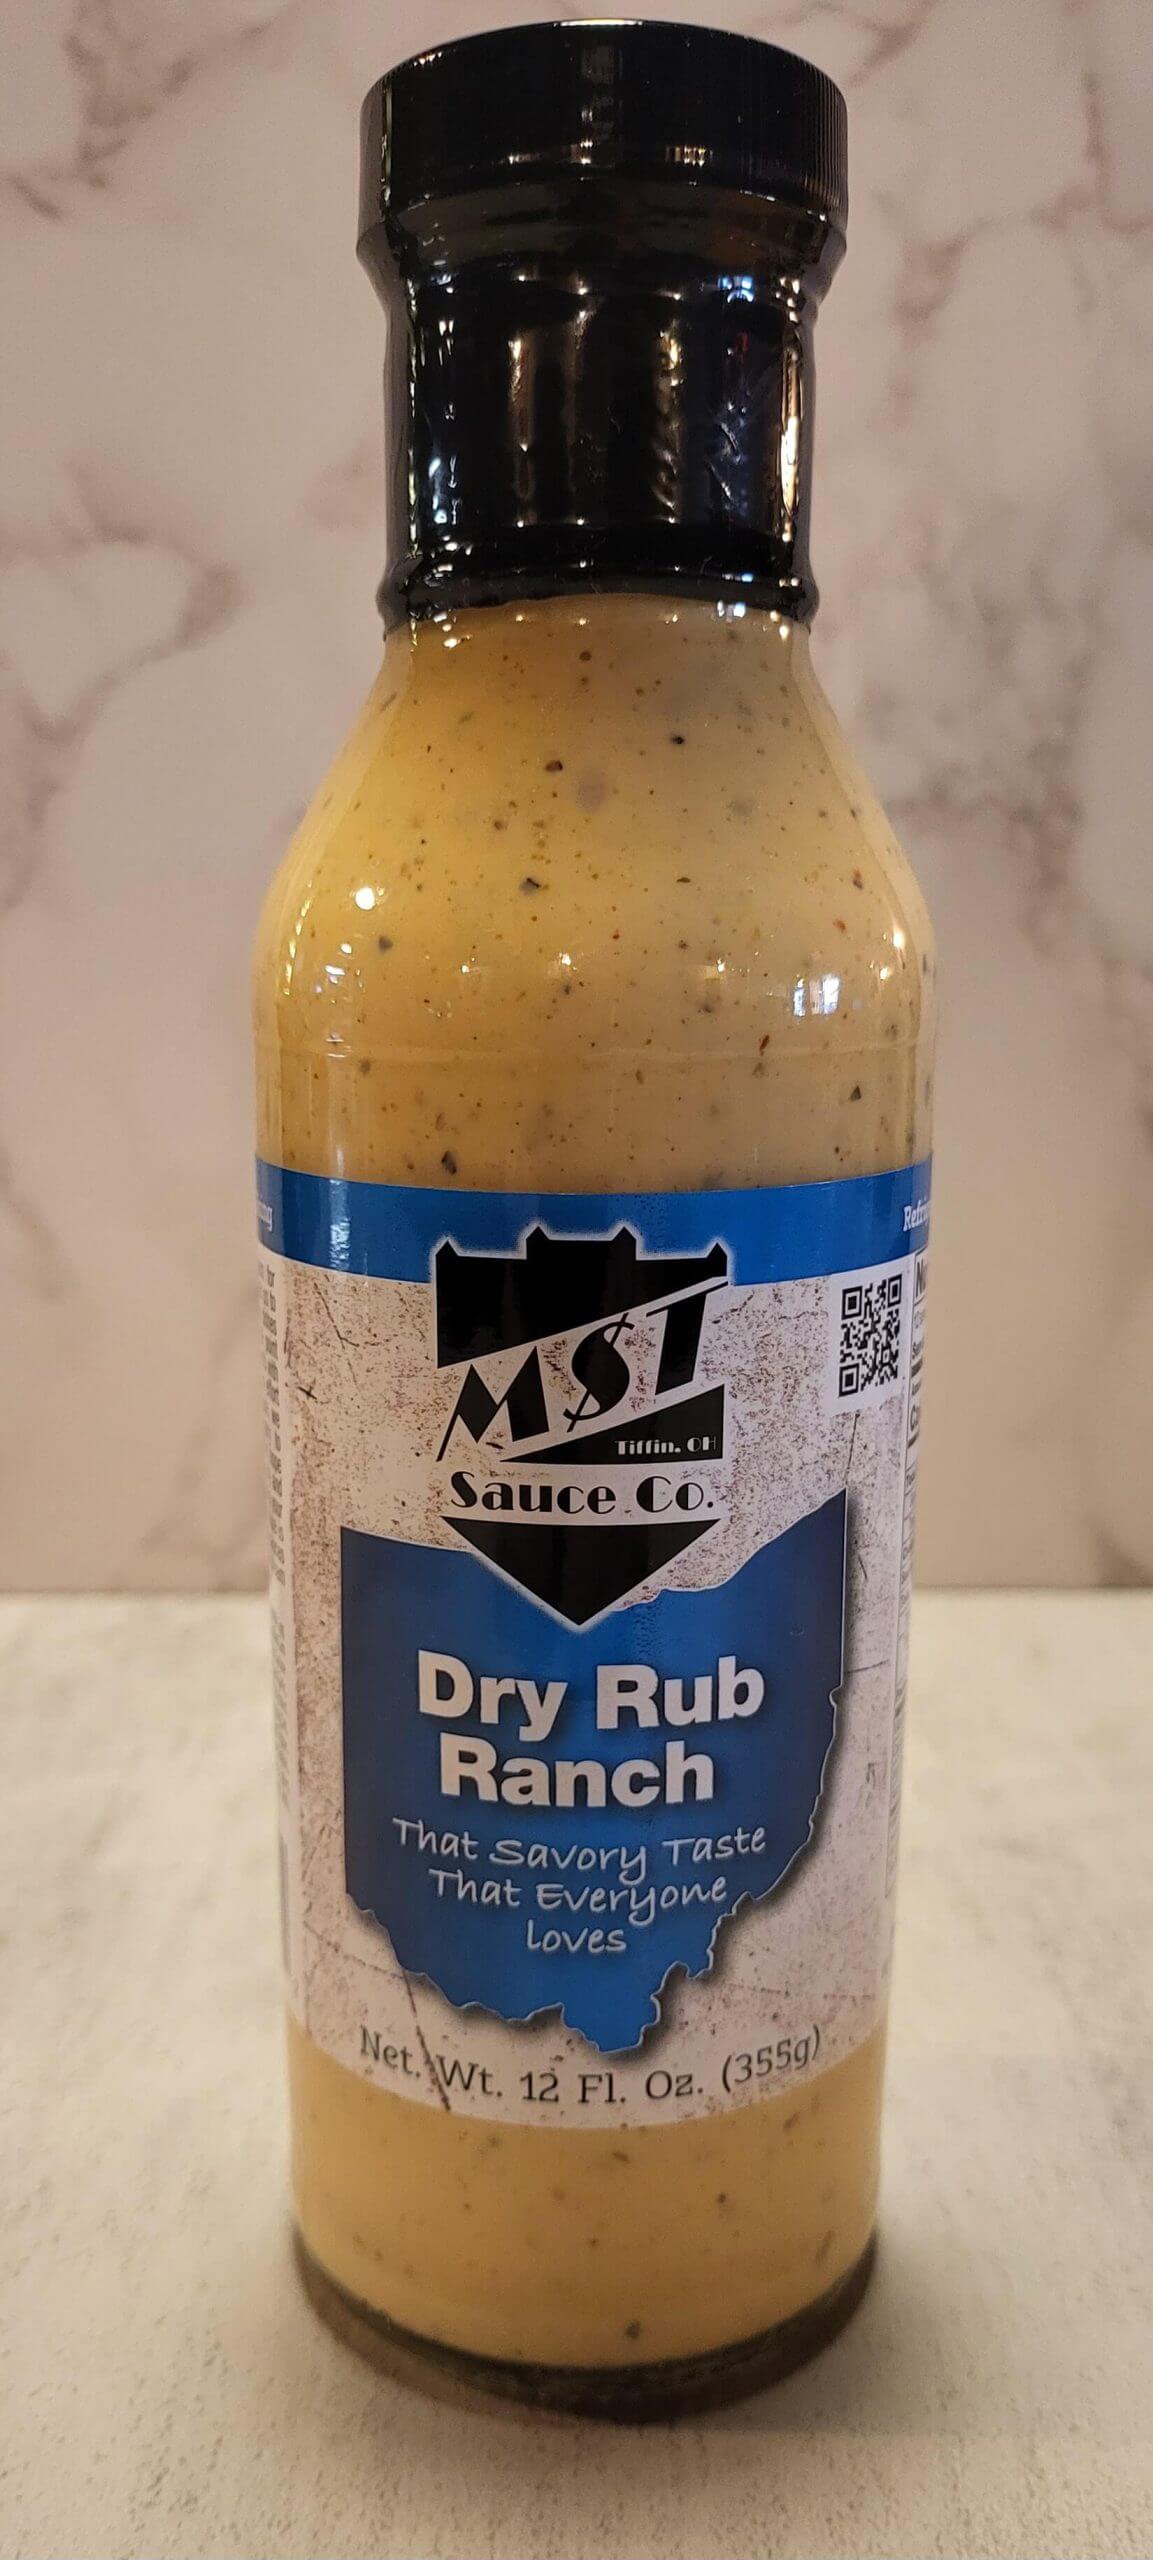 M$T
Tiffin, OH
Sauce Co.
Dry Rub
Ranch
That Savory Taste
That Everyone
loves
Net. Wt. 12 Fl. Oz. (355g)